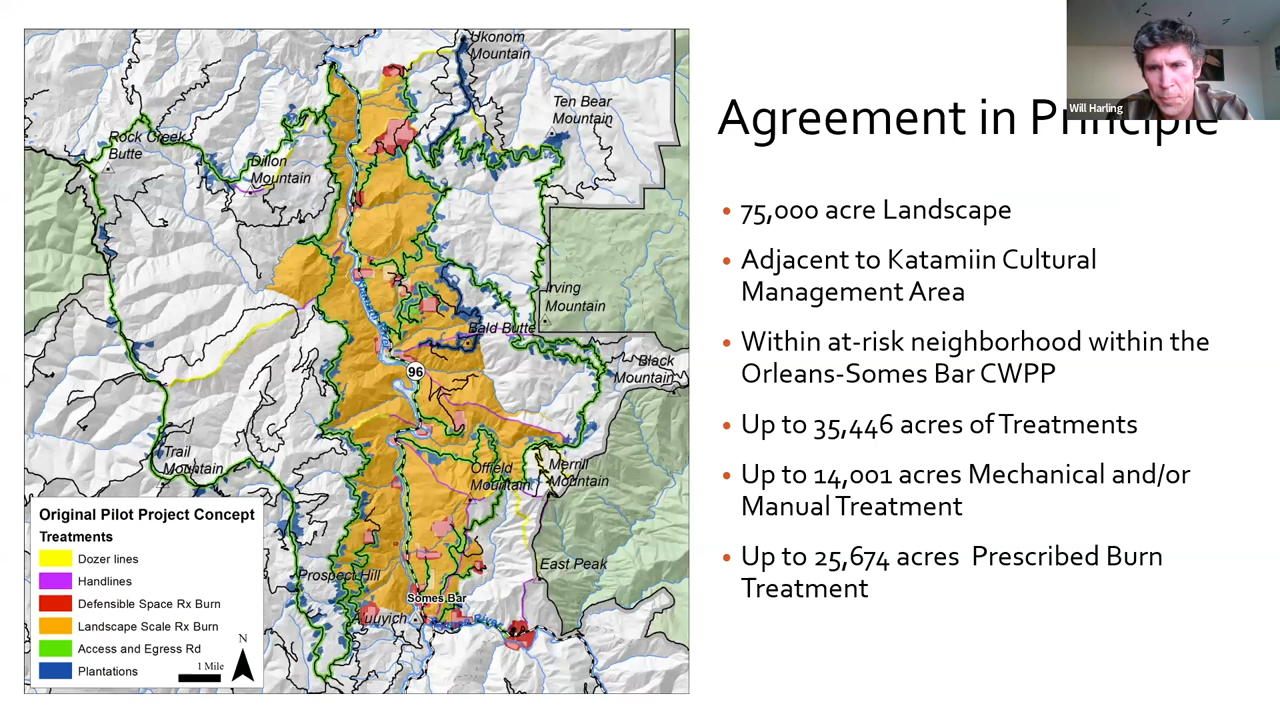 Ukonom
Mountain
Ten Bear
Mountain
Rock Creek
Butte
Dillon
Mountain
Irving
Mountain
Bald Butte
Black
Mountain
96
Trail
Mountain
Offield
Mountain
Merrill
Mountain
East Peak
Prospect Hill
Somes Bar
River
Original Pilot Project Concept
Treatments
Dozer lines
Handlines
Defensible Space Rx Burn
Landscape Scale Rx Burn
Access and Egress Rd
Plantations
N
1 Mile
Will Harling
Agreement in Principle
• 75,000 acre Landscape
• Adjacent to Katamiin Cultural
Management Area
• Within at-risk neighborhood within the
Orleans-Somes Bar CWPP
• Up to 35,446 acres of Treatments
• Up to 14,001 acres Mechanical and/or
Manual Treatment
• Up to 25,674 acres  Prescribed Burn
Treatment